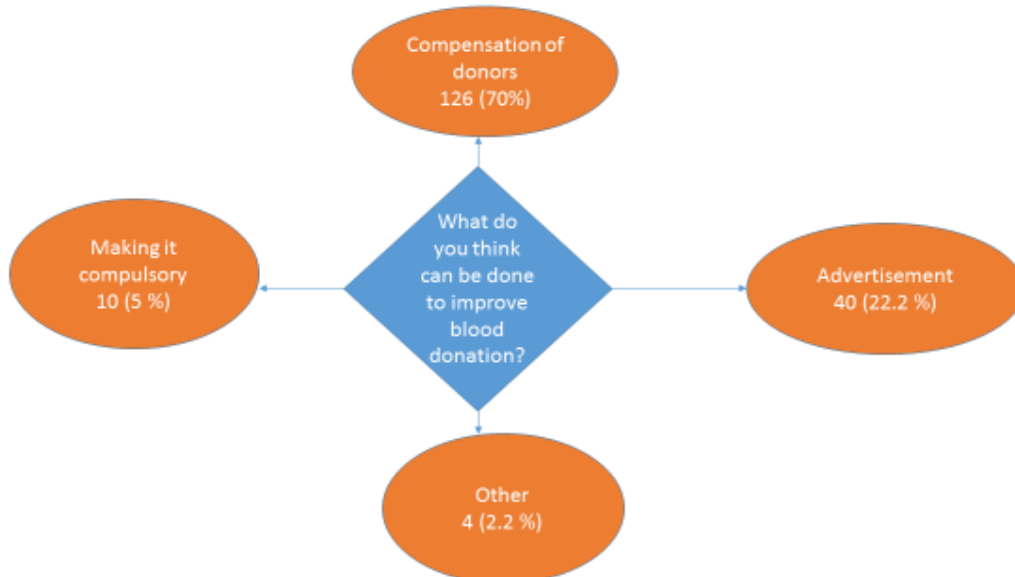 Compensation of
donors
126 (70%)
What do
you think
can be done
to improve
blood
donation?
Making it
compulsory
10 (5 %)
Advertisement
40 (22.2 %)
Other
4 (2.2 %)